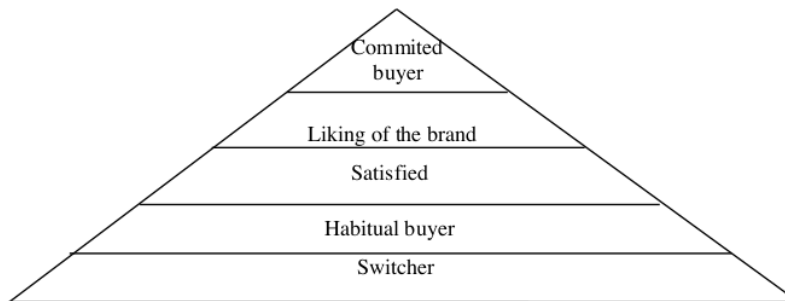 Commited
buyer
Liking of the brand
Satisfied
Habitual buyer
Switcher